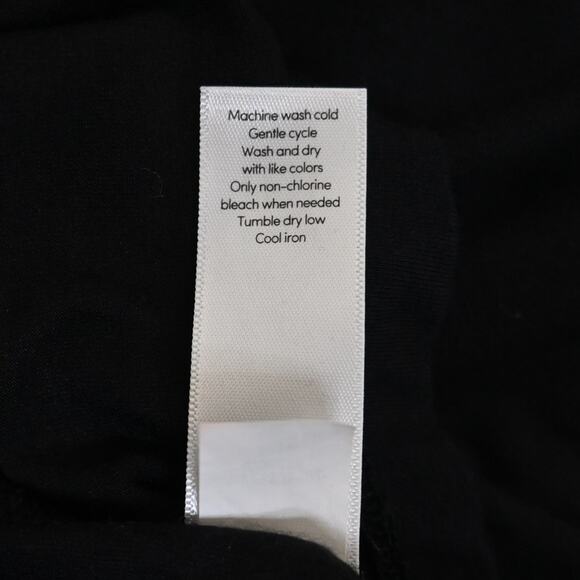 Machine wash cold
Gentle cycle
Wash and dry
with like colors
Only non-chlorine
bleach when needed
Tumble dry low
Cool iron